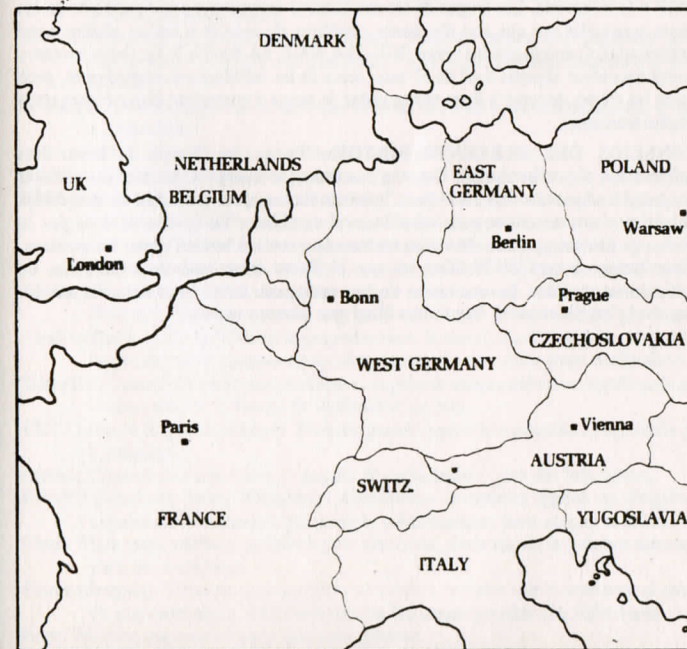 DENMARK
NETHERLANDS
BELGIUM
UK
London
EAST
GERMANY
POLAND
Berlin
Warsaw
Bonn
Prague
CZECHOSLOVAKIA
WEST GERMANY
Paris
Vienna
AUSTRIA
SWITZ.
FRANCE
YUGOSLAVIA
ITALY